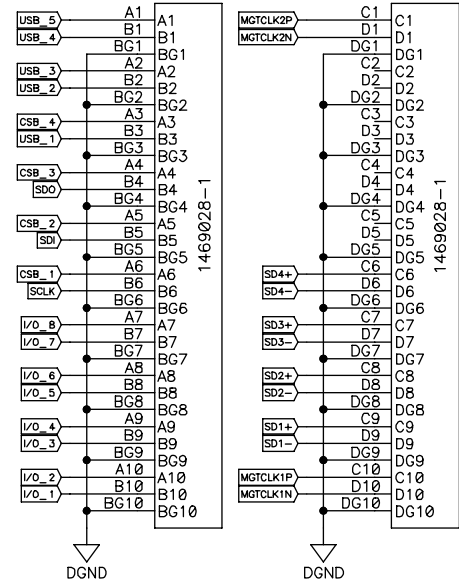 USB_5 A1 A1
USB_4 B1 B1
BG1 BG1
USB_3 A2 A2
USB_2 B2 B2
BG2 BG2
CSB_4 A3 A3
USB_1 B3 B3
BG3 BG3
CSB_3 A4 A4
SDO B4 B4
BG4 BG4
CSB_2 A5 A5
SDI B5 B5
BG5 BG5
CSB_1 A6 A6
SCLK B6 B6
BG6 BG6
I/O_8 A7 A7
I/O_7 B7 B7
BG7 BG7
I/O_6 A8 A8
I/O_5 B8 B8
BG8 BG8
I/O_4 A9 A9
I/O_3 B9 B9
BG9 BG9
I/O_2 A10 A10
I/O_1 B10 B10
BG10 BG10
1469028-1
DGND
MGTCLK2P C1 C1
MGTCLK2N D1 D1
DG1 DG1
C2 C2
D2 D2
DG2 DG2
C3 C3
D3 D3
DG3 DG3
C4 C4
D4 D4
DG4 DG4
C5 C5
D5 D5
DG5 DG5
SD4+ C6 C6
SD4- D6 D6
DG6 DG6
SD3+ C7 C7
SD3- D7 D7
DG7 DG7
SD2+ C8 C8
SD2- D8 D8
DG8 DG8
SD1+ C9 C9
SD1- D9 D9
DG9 DG9
MGTCLK1P C10 C10
MGTCLK1N D10 D10
DG10 DG10
1469028-1
DGND